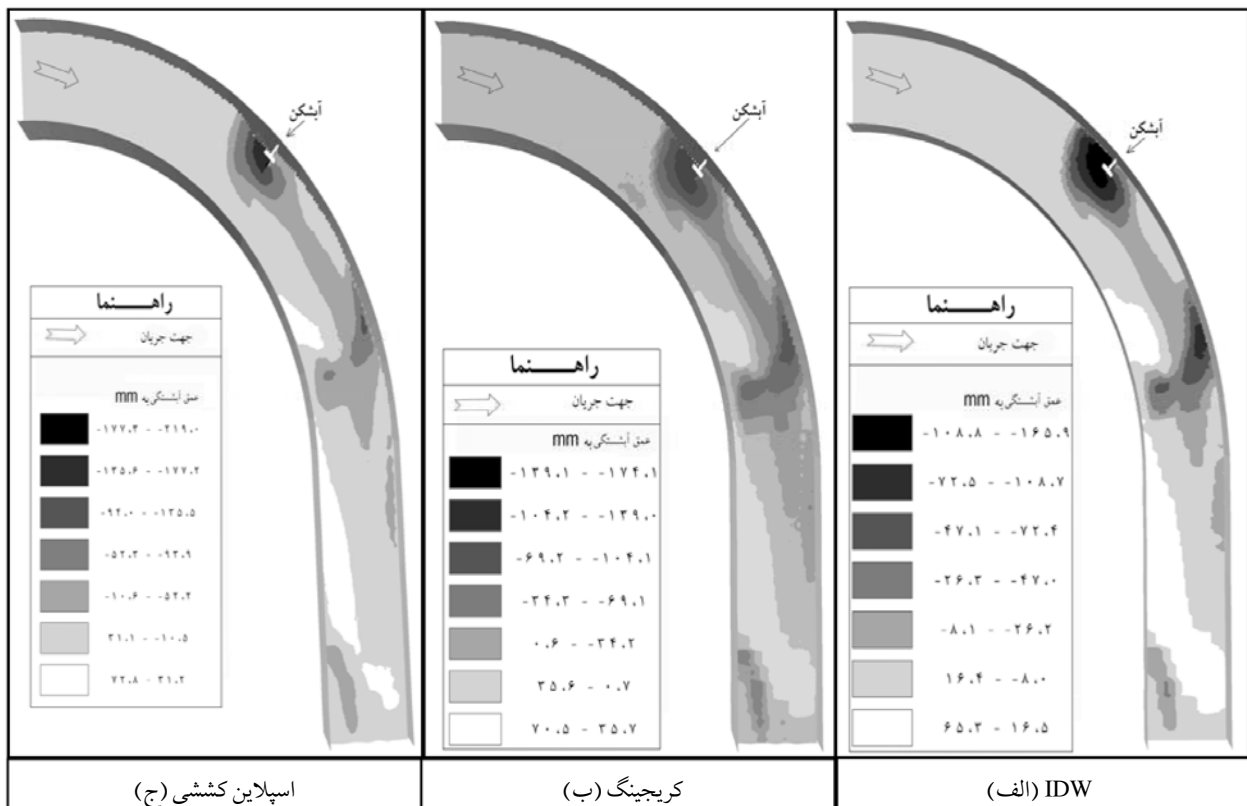 آبشکن
راهـــــنما
جهت جریان
عمق آبشستگی به mm
-۱۰۸.۸ - -۱۶۵.۹
-۷۲.۵ - -۱۰۸.۷
-۴۷.۱ - -۷۲.۴
-۲۶.۳ - -۴۷.۰
-۸.۱ - -۲۶.۲
۱۶.۴ - -۸.۰
۶۵.۳ - ۱۶.۵
IDW (الف)
آبشکن
راهـــــنما
جهت جریان
عمق آبشستگی به mm
-۱۳۹.۱ - -۱۷۴.۱
-۱۰۴.۲ - -۱۳۹.۰
-۶۹.۲ - -۱۰۴.۱
-۳۴.۳ - -۶۹.۱
۰.۶ - -۳۴.۲
۳۵.۶ - ۰.۷
۷۰.۵ - ۳۵.۷
کریجینگ (ب)
آبشکن
راهـــــنما
جهت جریان
عمق آبشستگی به mm
-۱۷۷.۳ - -۲۱۹.۰
-۱۳۵.۶ - -۱۷۷.۲
-۹۴.۰ - -۱۳۵.۵
-۵۲.۳ - -۹۳.۹
-۱۰.۶ - -۵۲.۲
۳۱.۱ - -۱۰.۵
۷۲.۸ - ۳۱.۲
اسپلاین کششی (ج)